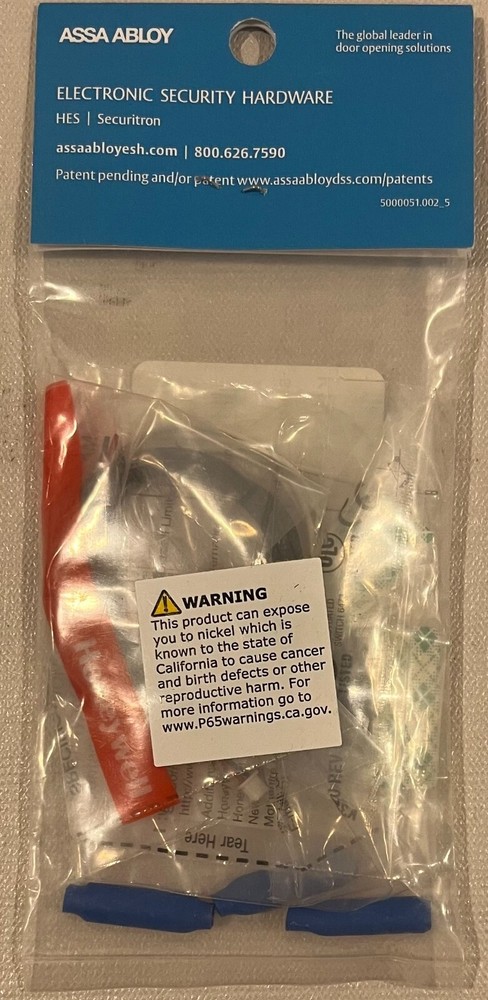 ASSA ABLOY
The global leader in
door opening solutions
ELECTRONIC SECURITY HARDWARE
HES | Securitron
assaabloyesh.com | 800.626.7590
Patent pending and/or patent www.assaabloydss.com/patents
5000051.002_5
WARNING
This product can expose
you to nickel which is
known to the state of
California to cause cancer
and birth defects or other
reproductive harm. For
more information go to
www.P65warnings.ca.gov.
Honeywell
Tear Here